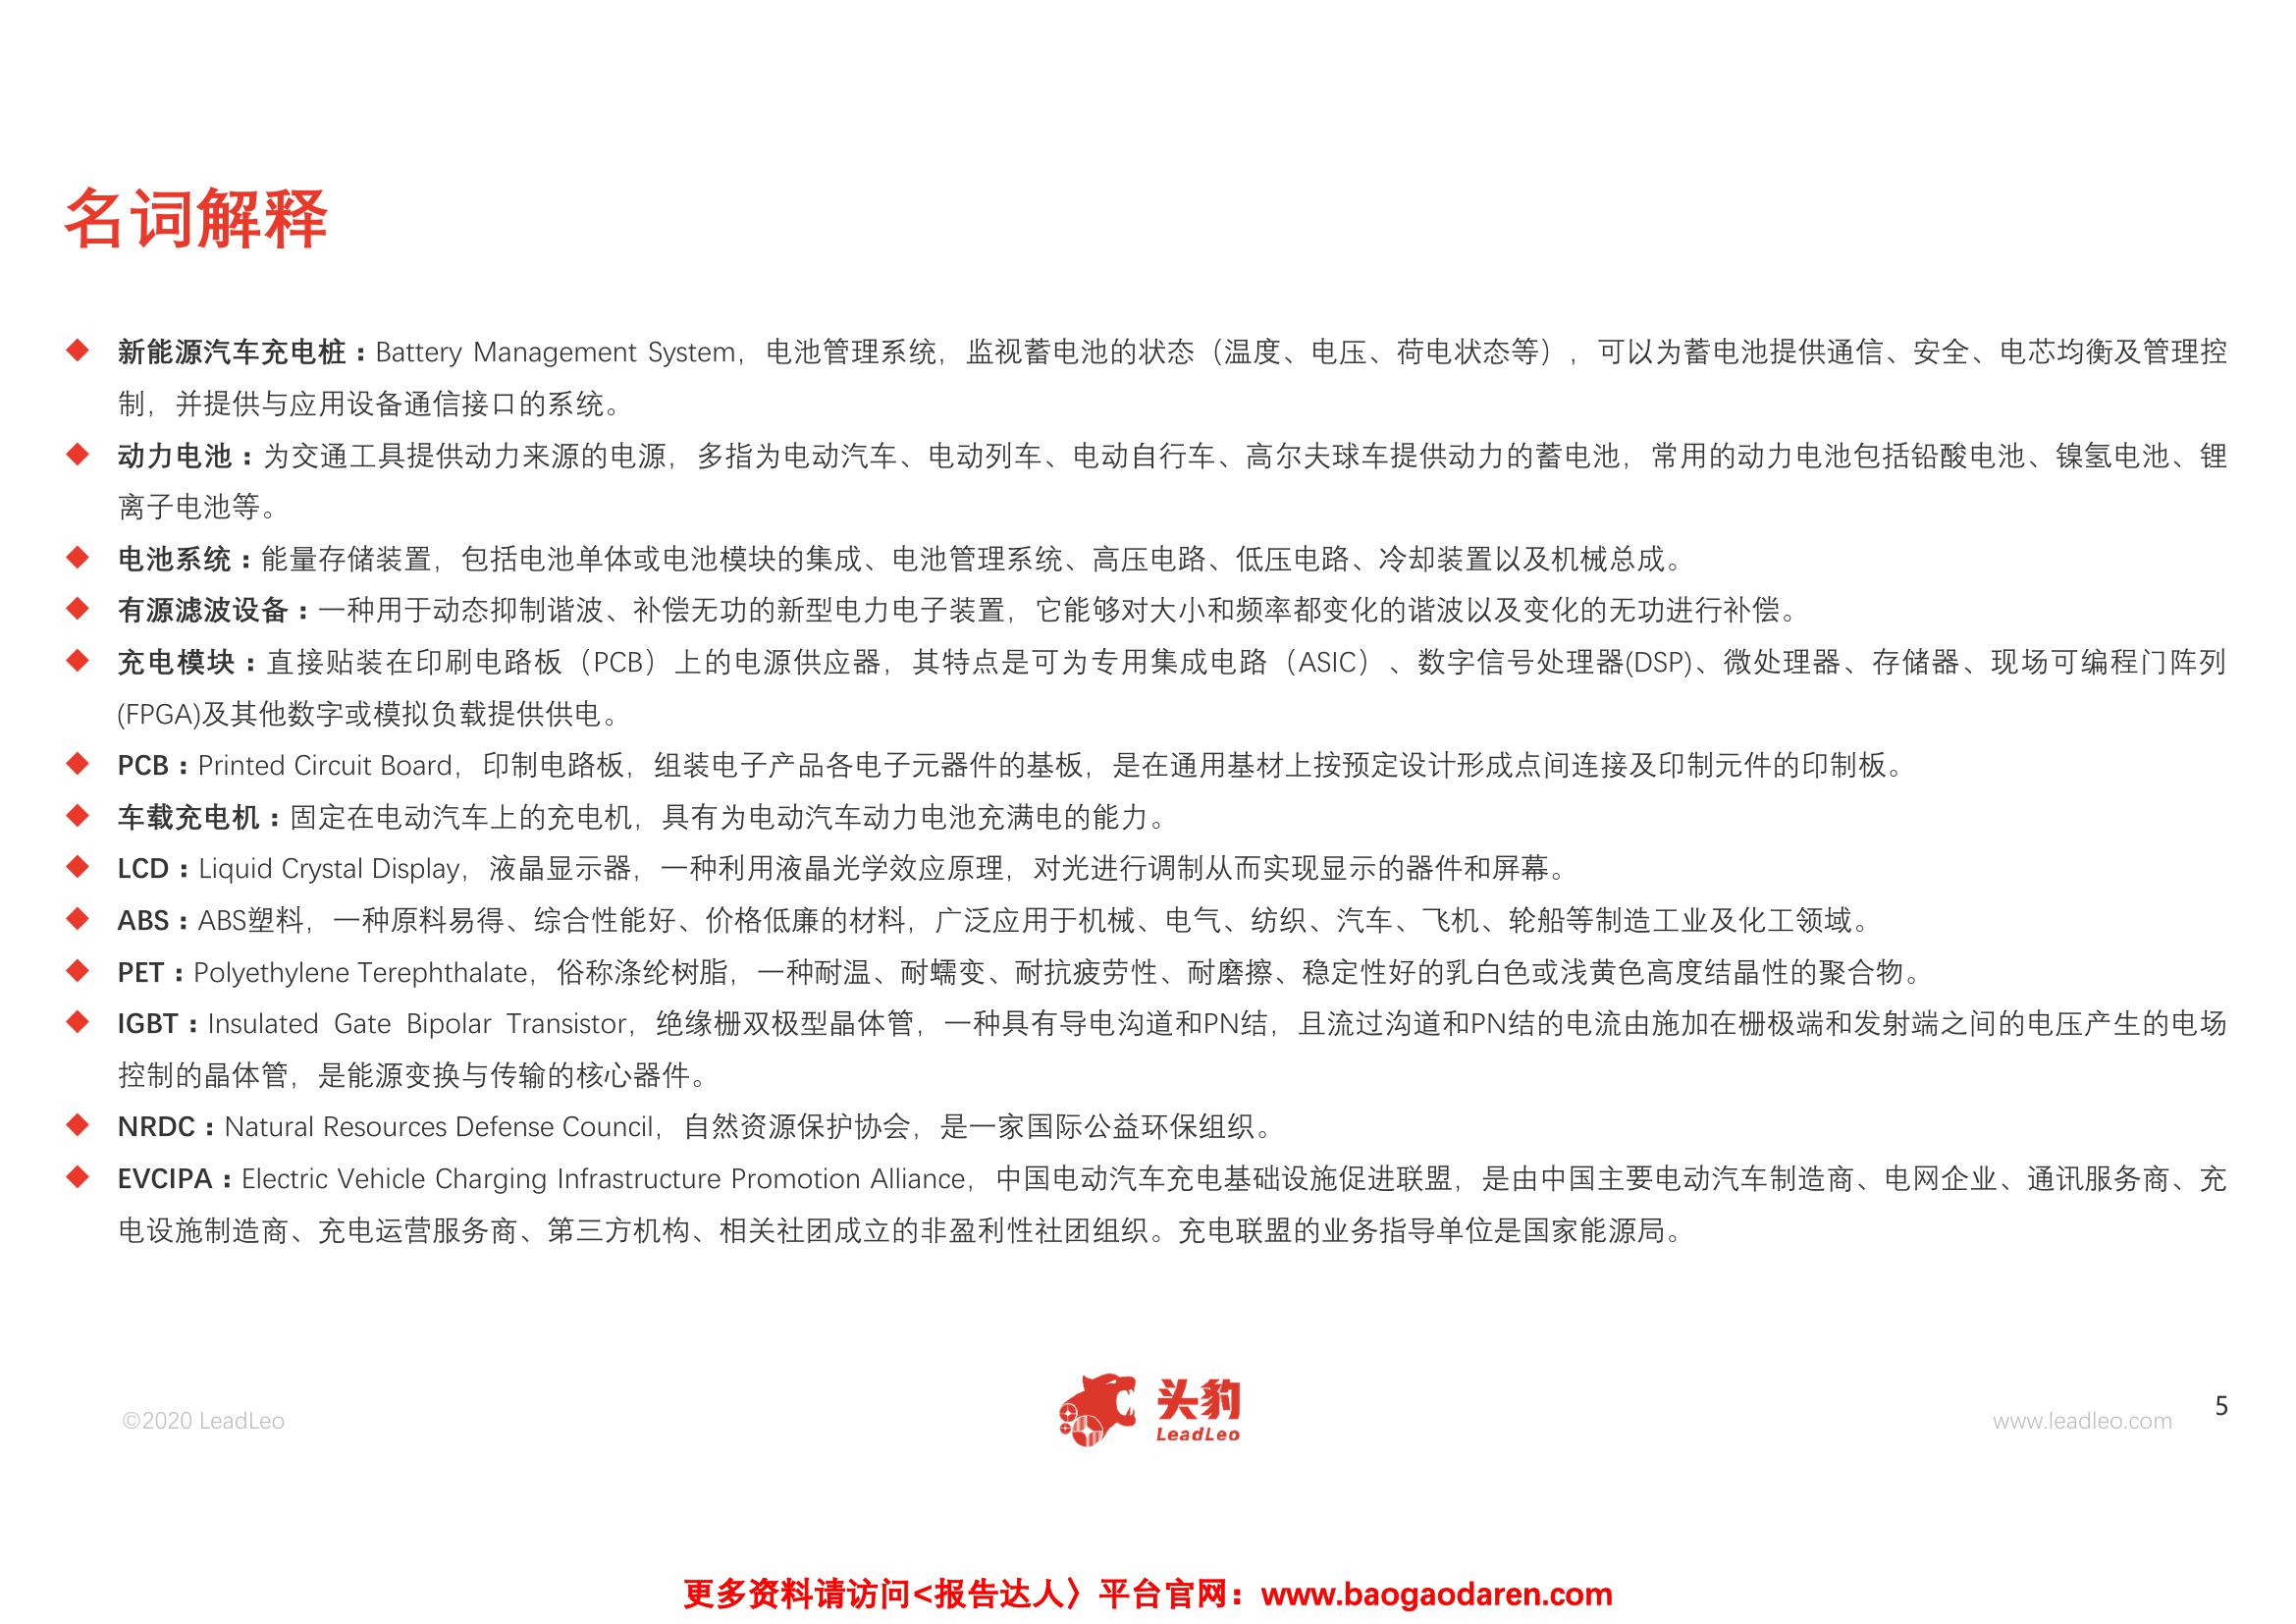 名词解释
◆ 新能源汽车充电桩：Battery Management System，电池管理系统，监视蓄电池的状态（温度、电压、荷电状态等），可以为蓄电池提供通信、安全、电芯均衡及管理控
制，并提供与应用设备通信接口的系统。
◆ 动力电池：为交通工具提供动力来源的电源，多指为电动汽车、电动列车、电动自行车、高尔夫球车提供动力的蓄电池，常用的动力电池包括铅酸电池、镍氢电池、锂
离子电池等。
◆ 电池系统：能量存储装置，包括电池单体或电池模块的集成、电池管理系统、高压电路、低压电路、冷却装置以及机械总成。
◆ 有源滤波设备：一种用于动态抑制谐波、补偿无功的新型电力电子装置，它能够对大小和频率都变化的谐波以及变化的无功进行补偿。
◆ 充电模块：直接贴装在印刷电路板（PCB）上的电源供应器，其特点是可为专用集成电路（ASIC）、数字信号处理器(DSP)、微处理器、存储器、现场可编程门阵列
(FPGA)及其他数字或模拟负载提供供电。
◆ PCB：Printed Circuit Board，印制电路板，组装电子产品各电子元器件的基板，是在通用基材上按预定设计形成点间连接及印制元件的印制板。
◆ 车载充电机：固定在电动汽车上的充电机，具有为电动汽车动力电池充满电的能力。
◆ LCD：Liquid Crystal Display，液晶显示器，一种利用液晶光学效应原理，对光进行调制从而实现显示的器件和屏幕。
◆ ABS：ABS塑料，一种原料易得、综合性能好、价格低廉的材料，广泛应用于机械、电气、纺织、汽车、飞机、轮船等制造工业及化工领域。
◆ PET：Polyethylene Terephthalate，俗称涤纶树脂，一种耐温、耐蠕变、耐抗疲劳性、耐磨擦、稳定性好的乳白色或浅黄色高度结晶性的聚合物。
◆ IGBT：Insulated Gate Bipolar Transistor，绝缘栅双极型晶体管，一种具有导电沟道和PN结，且流过沟道和PN结的电流由施加在栅极端和发射端之间的电压产生的电场
控制的晶体管，是能源变换与传输的核心器件。
◆ NRDC：Natural Resources Defense Council，自然资源保护协会，是一家国际公益环保组织。
◆ EVCIPA：Electric Vehicle Charging Infrastructure Promotion Alliance，中国电动汽车充电基础设施促进联盟，是由中国主要电动汽车制造商、电网企业、通讯服务商、充
电设施制造商、充电运营服务商、第三方机构、相关社团成立的非盈利性社团组织。充电联盟的业务指导单位是国家能源局。
©2020 LeadLeo
头豹
LeadLeo
www.leadleo.com
5
更多资料请访问<报告达人〉平台官网：www.baogaodaren.com